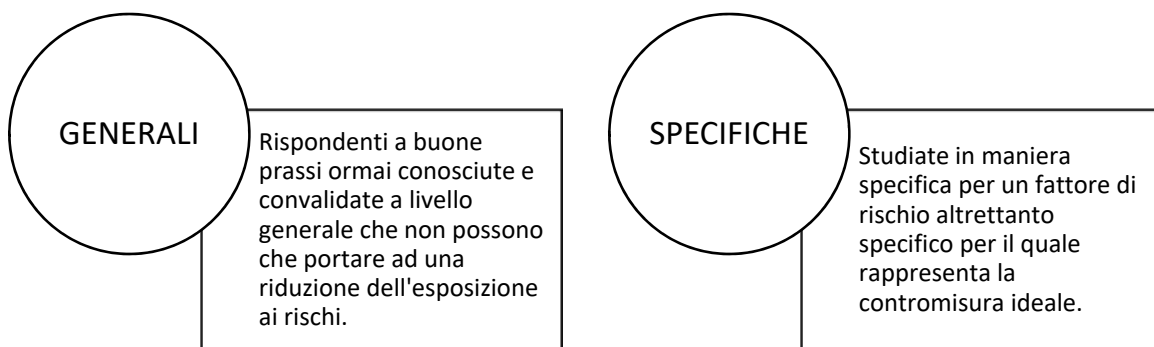 GENERALI
Rispondenti a buone
prassi ormai conosciute e
convalidate a livello
generale che non possono
che portare ad una
riduzione dell'esposizione
ai rischi.
SPECIFICHE
Studiate in maniera
specifica per un fattore di
rischio altrettanto
specifico per il quale
rappresenta la
contromisura ideale.